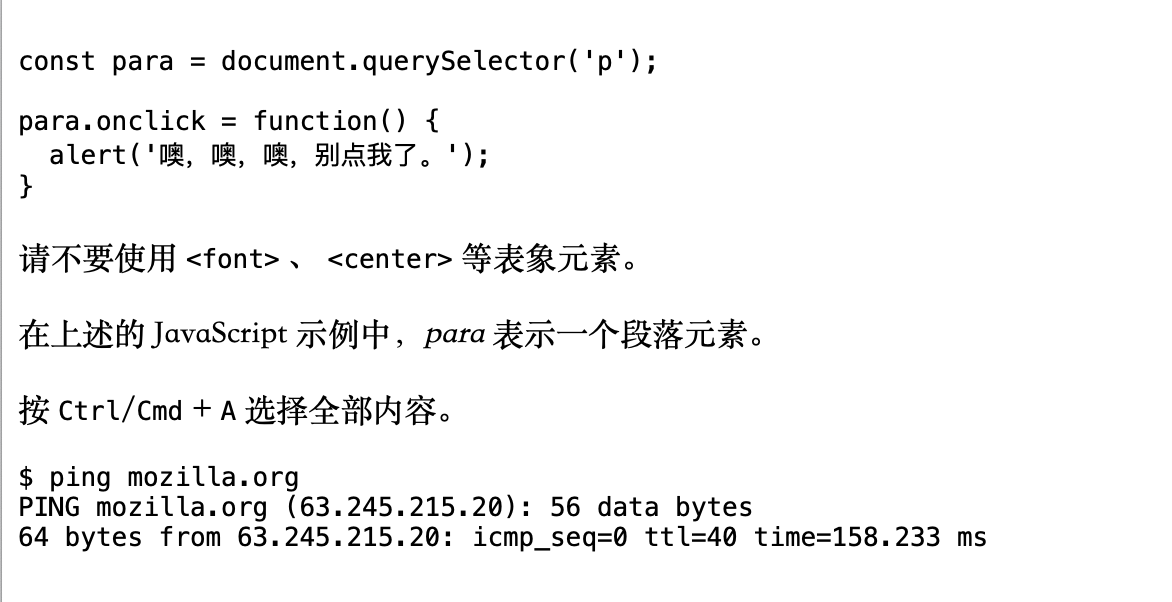 const para = document.querySelector('p');
para.onclick = function() {
  alert('噢，噢，噢，别点我了。');
}
请不要使用 <font> 、 <center> 等表象元素。
在上述的 JavaScript 示例中，para 表示一个段落元素。
按 Ctrl/Cmd + A 选择全部内容。
$ ping mozilla.org
PING mozilla.org (63.245.215.20): 56 data bytes
64 bytes from 63.245.215.20: icmp_seq=0 ttl=40 time=158.233 ms